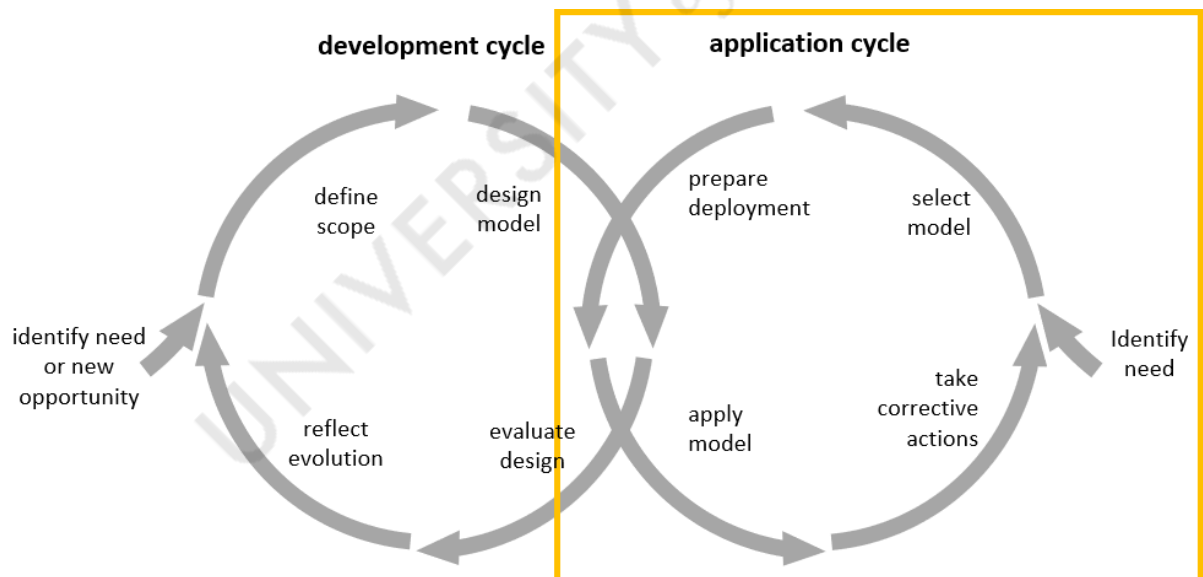 development cycle
application cycle
define
scope
design
model
prepare
deployment
select
model
identify need
or new
opportunity
Identify
need
reflect
evolution
evaluate
design
apply
model
take
corrective
actions
UNIVERSITY